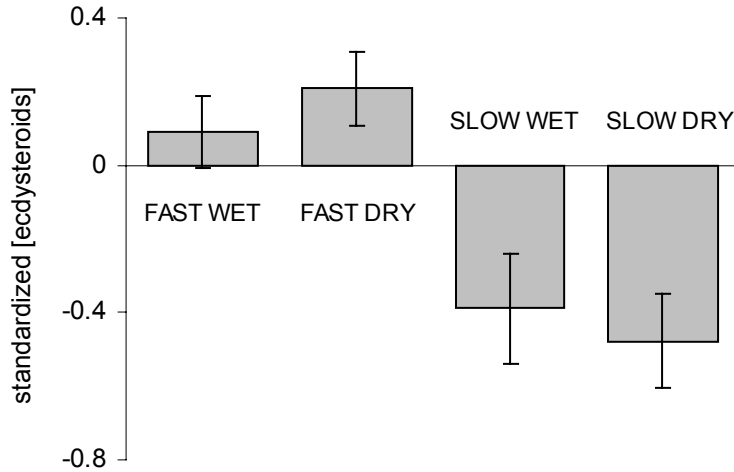 0.4
SLOW WET SLOW DRY
0
FAST WET FAST DRY
-0.4
-0.8
standardized [ecdysteroids]